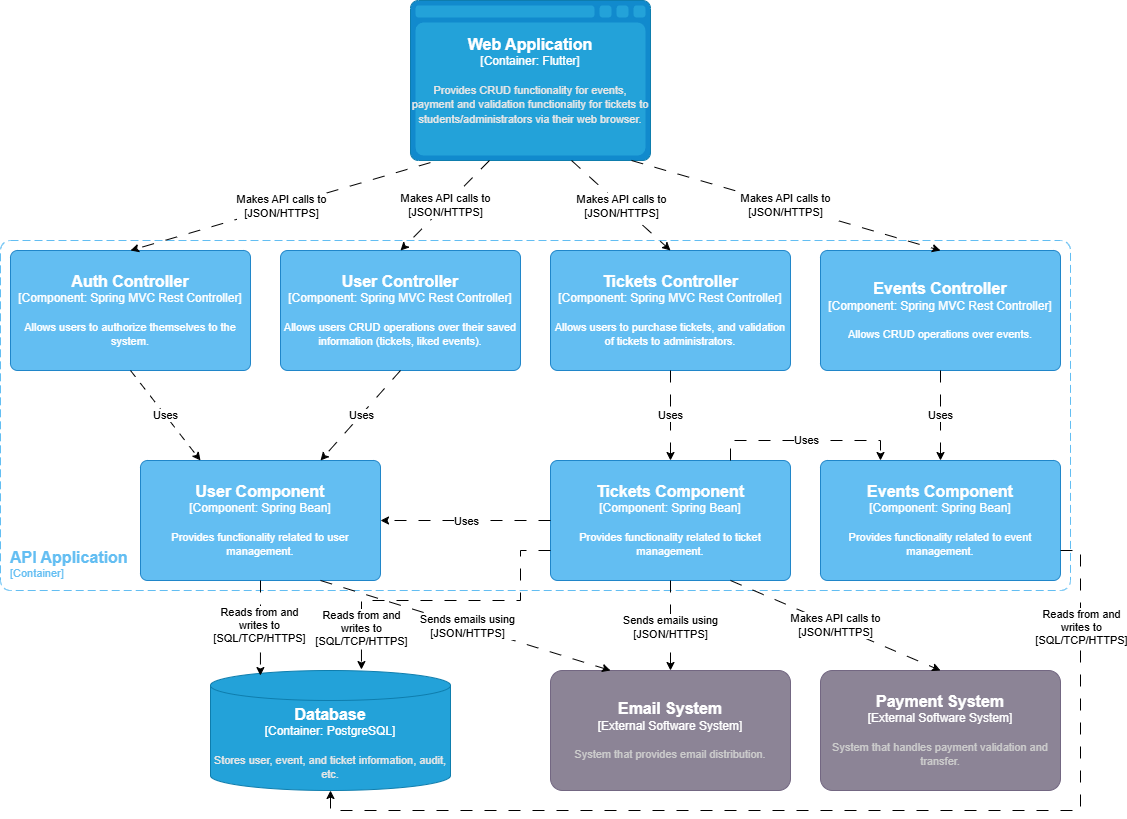 Web Application
[Container: Flutter]
Provides CRUD functionality for events,
payment and validation functionality for tickets to
students/administrators via their web browser.
Makes API calls to
[JSON/HTTPS]
Makes API calls to
[JSON/HTTPS]
Makes API calls to
[JSON/HTTPS]
Makes API calls to
[JSON/HTTPS]
Auth Controller
[Component: Spring MVC Rest Controller]
Allows users to authorize themselves to the
system.
User Controller
[Component: Spring MVC Rest Controller]
Allows users CRUD operations over their saved
information (tickets, liked events).
Tickets Controller
[Component: Spring MVC Rest Controller]
Allows users to purchase tickets, and validation
of tickets to administrators.
Events Controller
[Component: Spring MVC Rest Controller]
Allows CRUD operations over events.
Uses
Uses
Uses
Uses
Uses
User Component
[Component: Spring Bean]
Provides functionality related to user
management.
Uses
Tickets Component
[Component: Spring Bean]
Provides functionality related to ticket
management.
Events Component
[Component: Spring Bean]
Provides functionality related to event
management.
API Application
[Container]
Reads from and
writes to
[SQL/TCP/HTTPS]
Reads from and
writes to
[SQL/TCP/HTTPS]
Sends emails using
[JSON/HTTPS]
Sends emails using
[JSON/HTTPS]
Makes API calls to
[JSON/HTTPS]
Reads from and
writes to
[SQL/TCP/HTTPS]
Database
[Container: PostgreSQL]
Stores user, event, and ticket information, audit,
etc.
Email System
[External Software System]
System that provides email distribution.
Payment System
[External Software System]
System that handles payment validation and
transfer.